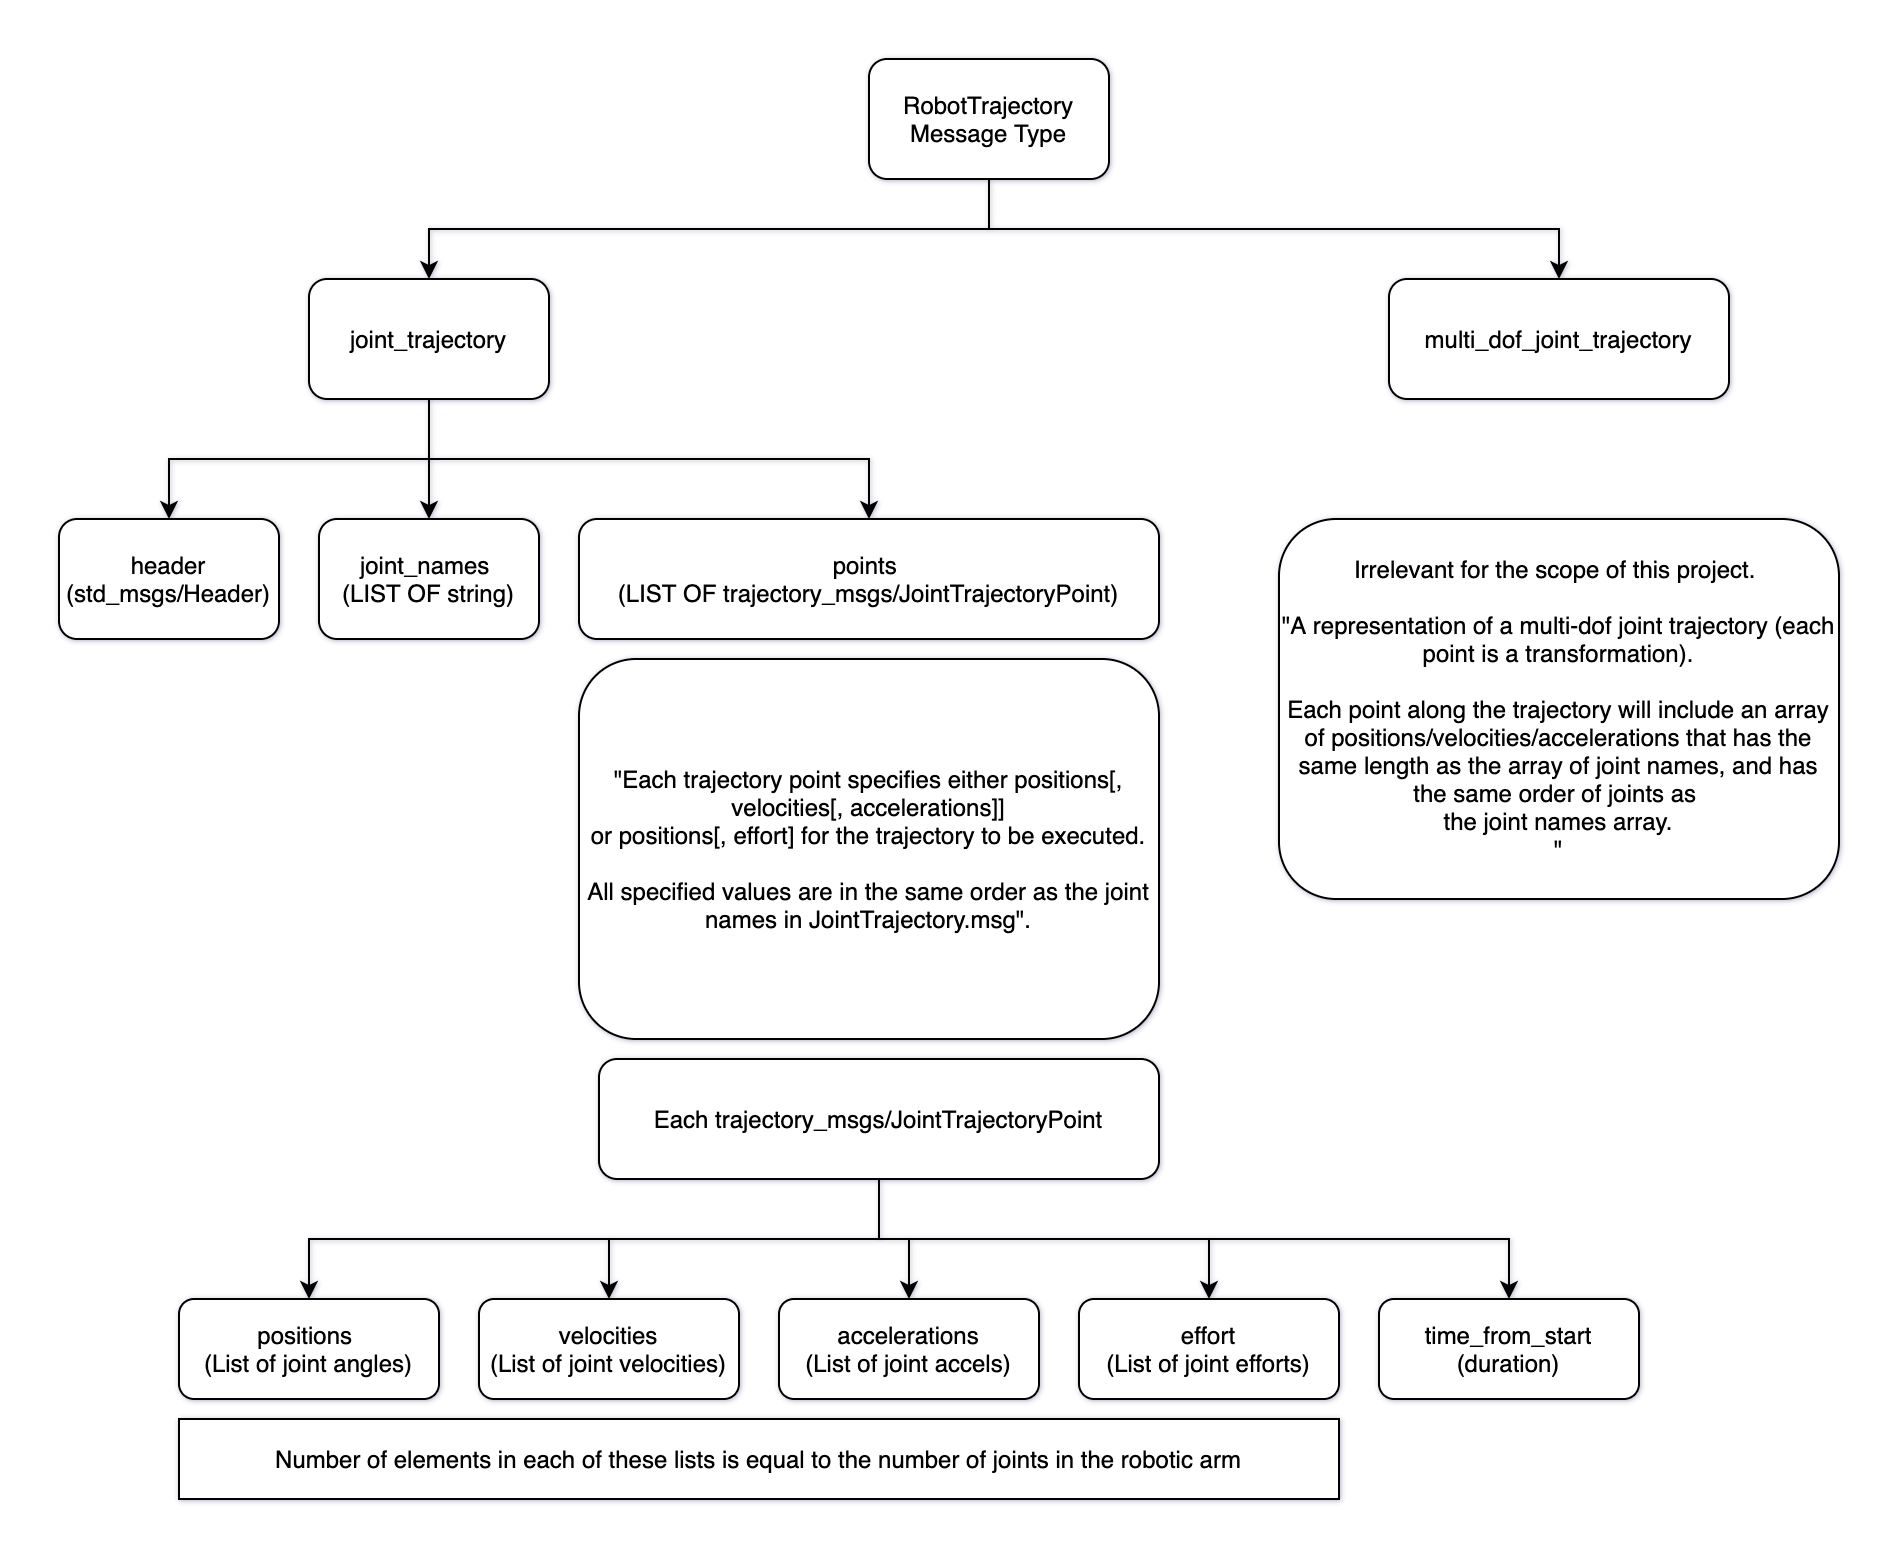 RobotTrajectory
Message Type
joint_trajectory
multi_dof_joint_trajectory
header
(std_msgs/Header)
joint_names
(LIST OF string)
points
(LIST OF trajectory_msgs/JointTrajectoryPoint)
Irrelevant for the scope of this project.
"A representation of a multi-dof joint trajectory (each
point is a transformation).
Each point along the trajectory will include an array
of positions/velocities/accelerations that has the
same length as the array of joint names, and has
the same order of joints as
the joint names array.
"
"Each trajectory point specifies either positions[,
velocities[, accelerations]]
or positions[, effort] for the trajectory to be executed.
All specified values are in the same order as the joint
names in JointTrajectory.msg".
Each trajectory_msgs/JointTrajectoryPoint
positions
(List of joint angles)
velocities
(List of joint velocities)
accelerations
(List of joint accels)
effort
(List of joint efforts)
time_from_start
(duration)
Number of elements in each of these lists is equal to the number of joints in the robotic arm